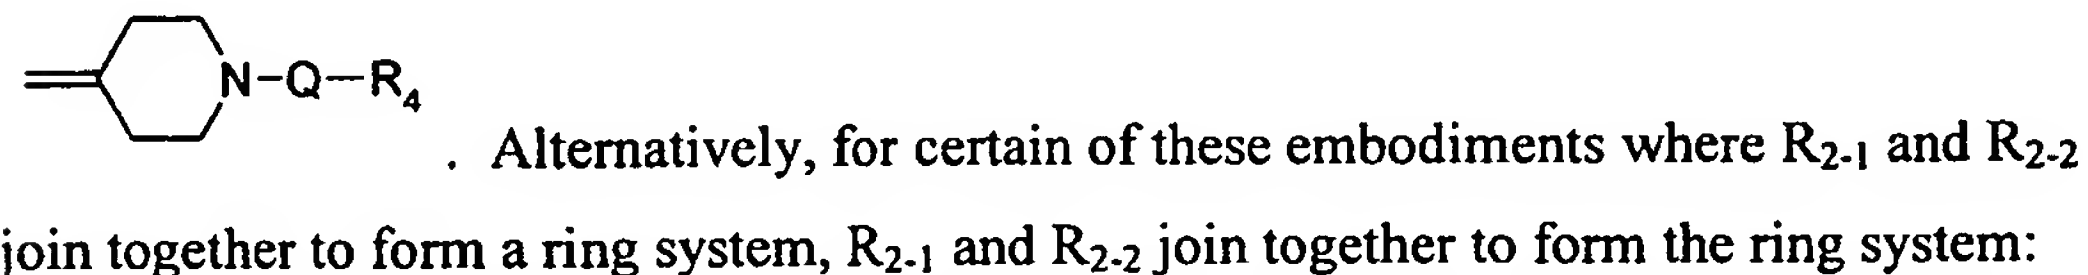 N-Q-R₄
. Alternatively, for certain of these embodiments where R₂₋₁ and R₂₋₂
join together to form a ring system, R₂₋₁ and R₂₋₂ join together to form the ring system: